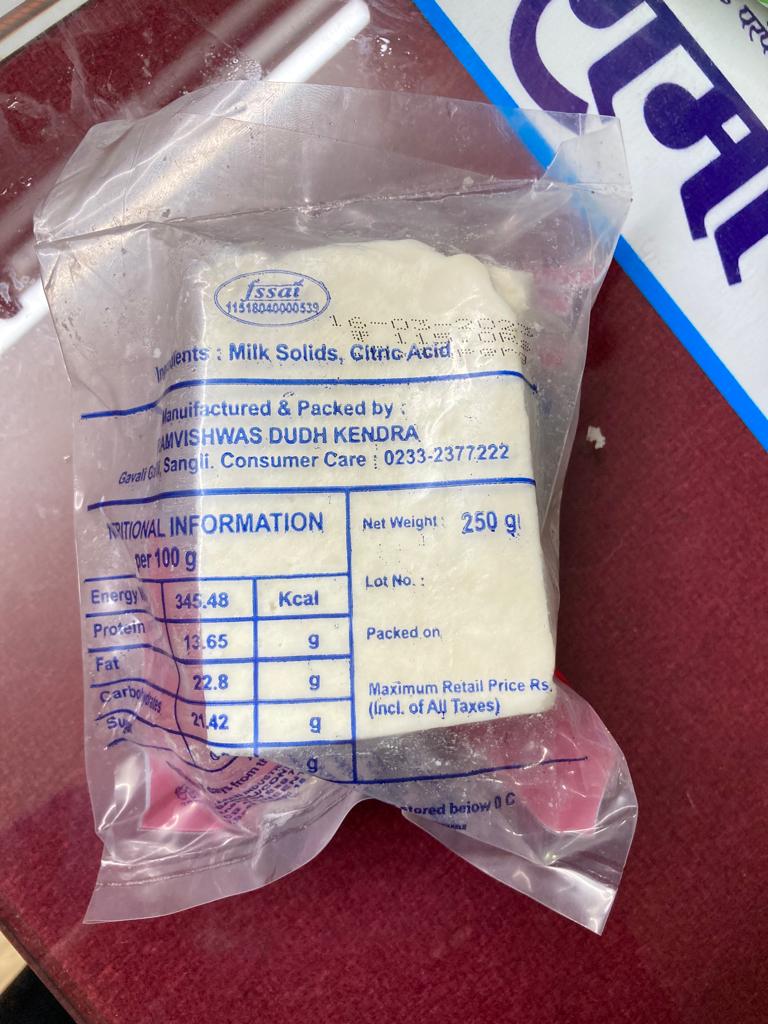 fssai
11518040000539
Ingredients : Milk Solids, Citric Acid
Manuifactured & Packed by :
AMVISHWAS DUDH KENDRA
Gavali Sangli. Consumer Care : 0233-2377222
NUTRITIONAL INFORMATION
per 100 g
Energy 345.48 Kcal
Protein 13.65 g
Fat 22.8 g
Carbohydrates 21.42 g
g
Net Weight : 250 g
Lot No. :
Packed on
Maximum Retail Price Rs.
(Incl. of All Taxes)
stored below 0 C